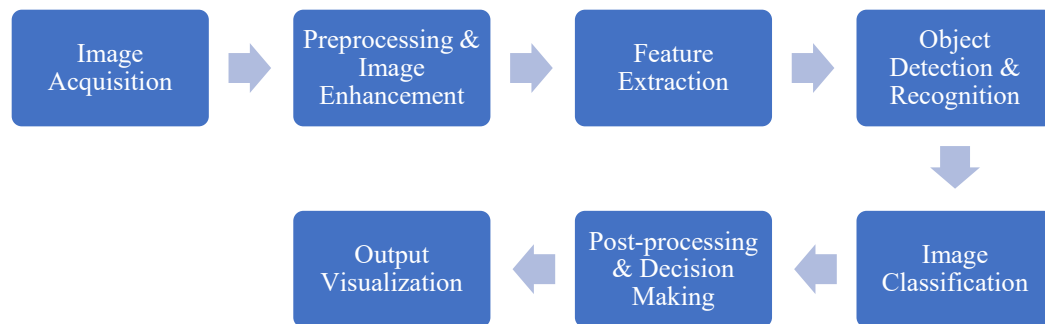 Image
Acquisition
Preprocessing &
Image
Enhancement
Feature
Extraction
Object
Detection &
Recognition
Image
Classification
Post-processing
& Decision
Making
Output
Visualization